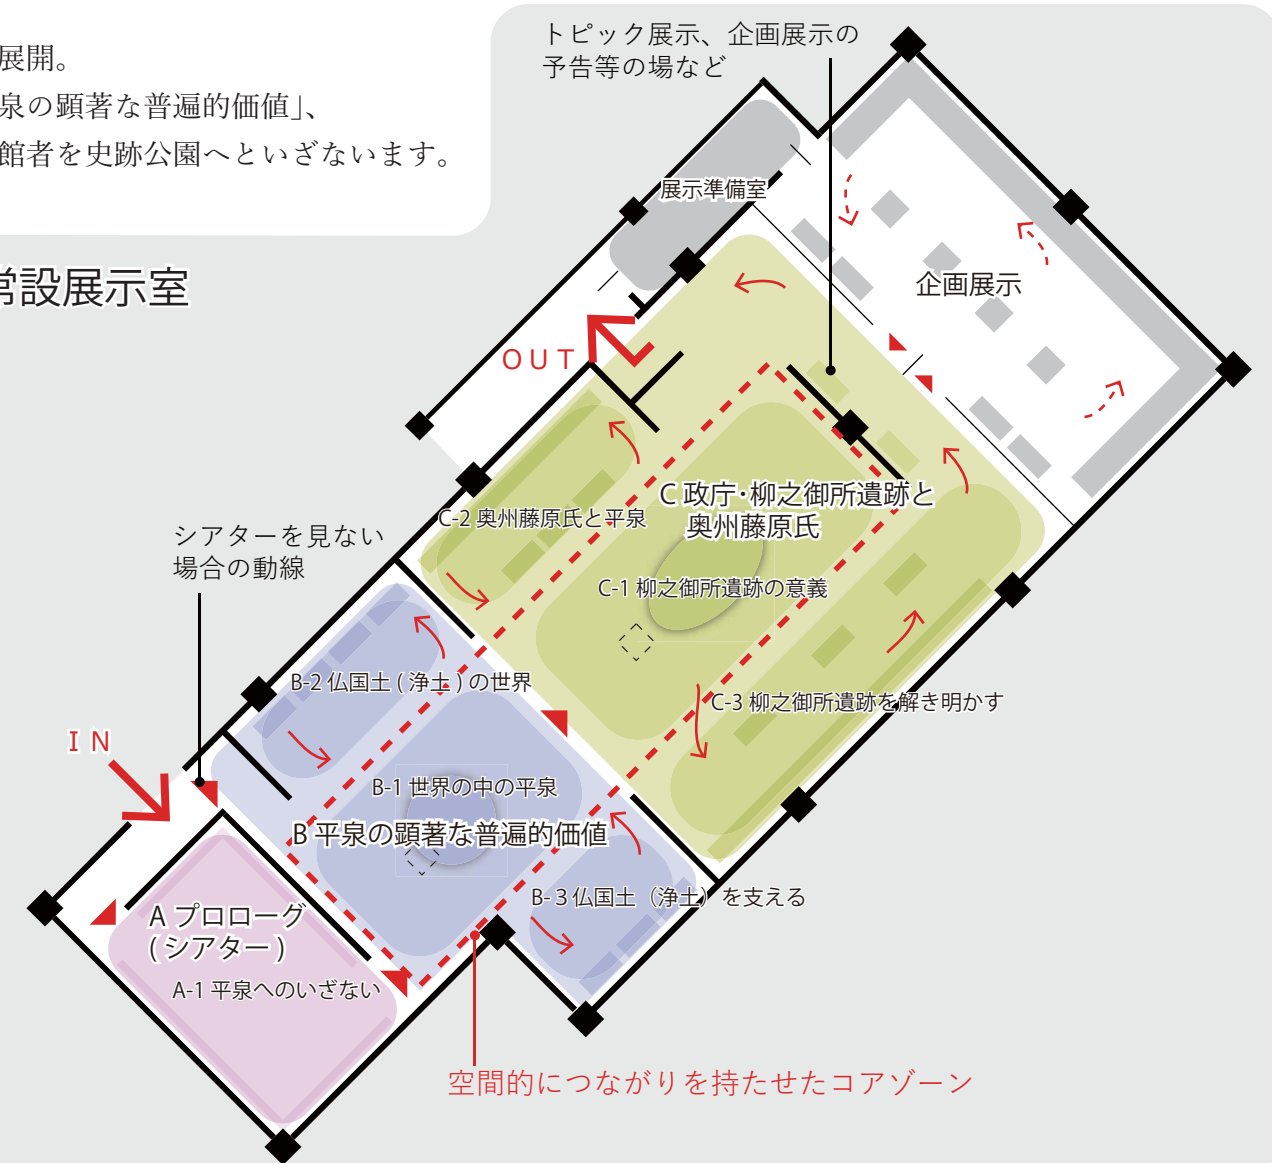 展開。
泉の顕著な普遍的価値」、
館者を史跡公園へといざないます。
トピック展示、企画展示の
予告等の場など
常設展示室
展示準備室
企画展示
OUT
C 政庁・柳之御所遺跡と
奥州藤原氏
C-2 奥州藤原氏と平泉
シアターを見ない
場合の動線
C-1 柳之御所遺跡の意義
B-2 仏国土 ( 浄土 ) の世界
C-3 柳之御所遺跡を解き明かす
IN
B-1 世界の中の平泉
B 平泉の顕著な普遍的価値
B-３仏国土（浄土）を支える
A プロローグ
( シアター )
A-1 平泉へのいざない
空間的につながりを持たせたコアゾーン